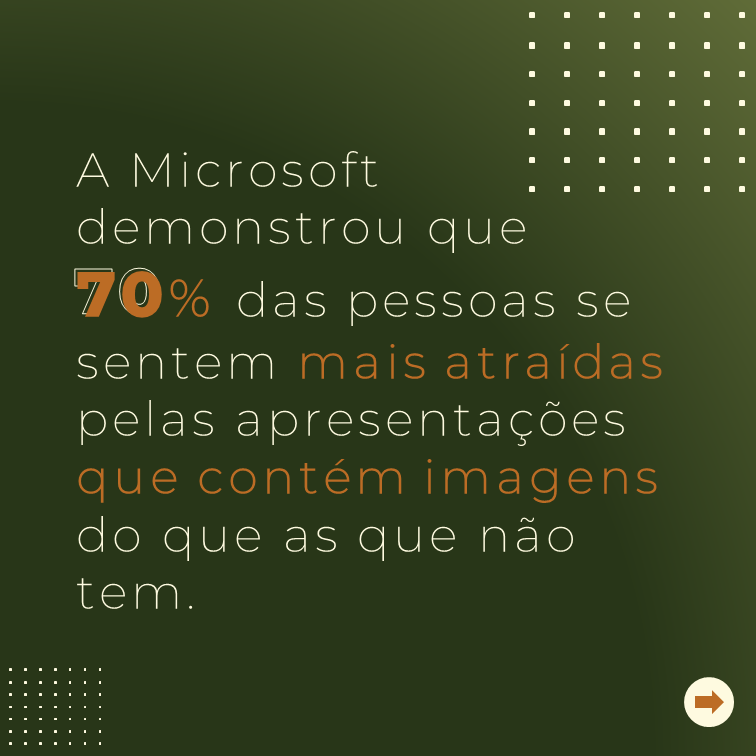 A Microsoft
demonstrou que
70% das pessoas se
sentem mais atraídas
pelas apresentações
que contém imagens
do que as que não
tem.